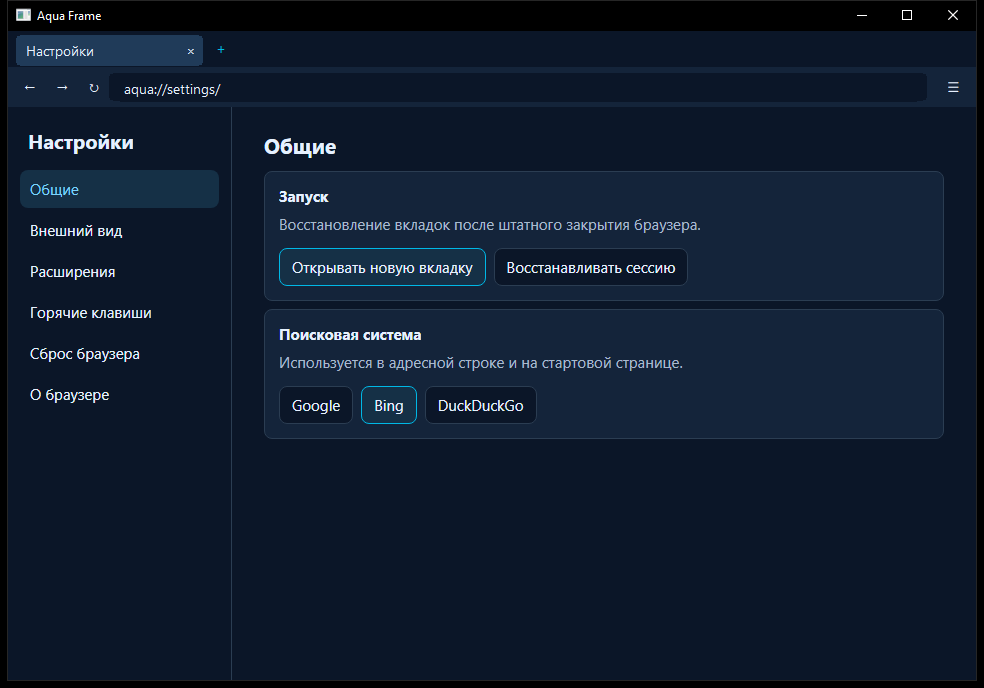 Aqua Frame
Настройки × +
← → ↻ aqua://settings/ ☰
Настройки
Общие
Внешний вид
Расширения
Горячие клавиши
Сброс браузера
О браузере
Общие
Запуск
Восстановление вкладок после штатного закрытия браузера.
Открывать новую вкладку Восстанавливать сессию
Поисковая система
Используется в адресной строке и на стартовой странице.
Google Bing DuckDuckGo